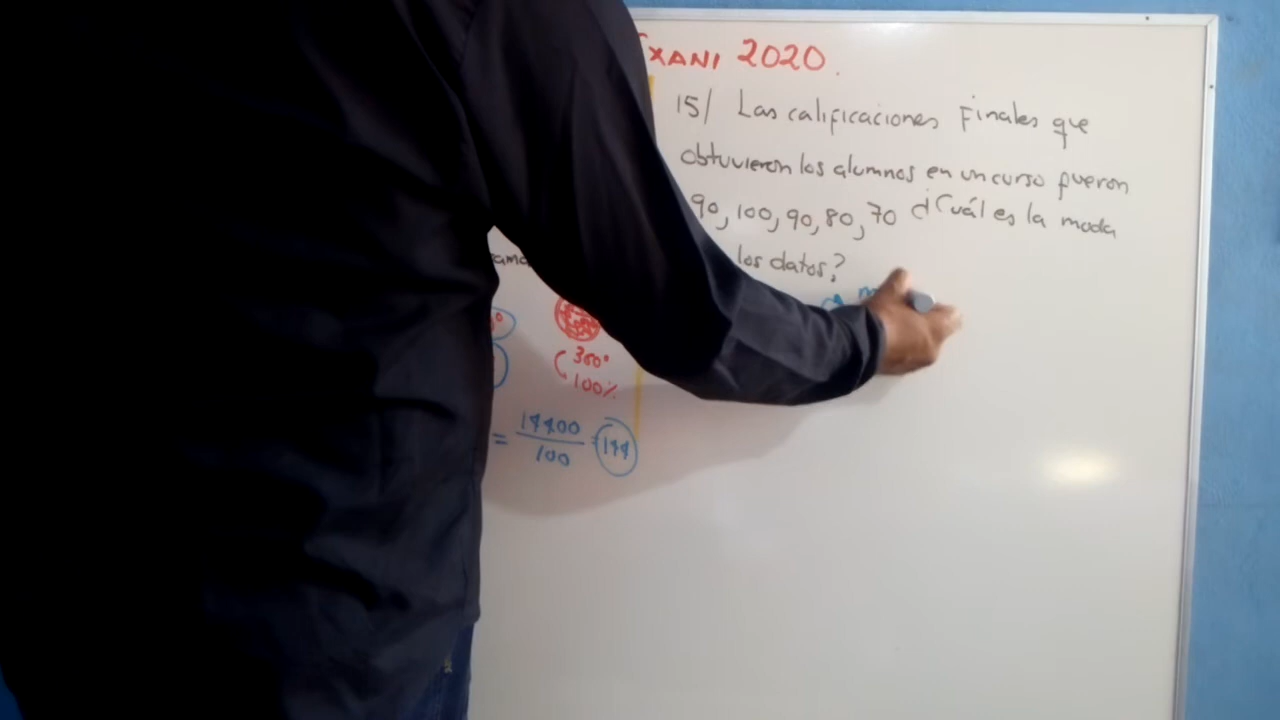 EXANI 2020.
15/ Las calificaciones Finales que
obtuvieron los alumnos en un curso fueron
90, 100, 90, 80, 70 ¿Cuál es la moda
los datos?
360°
100%
= 14400
100
= 144